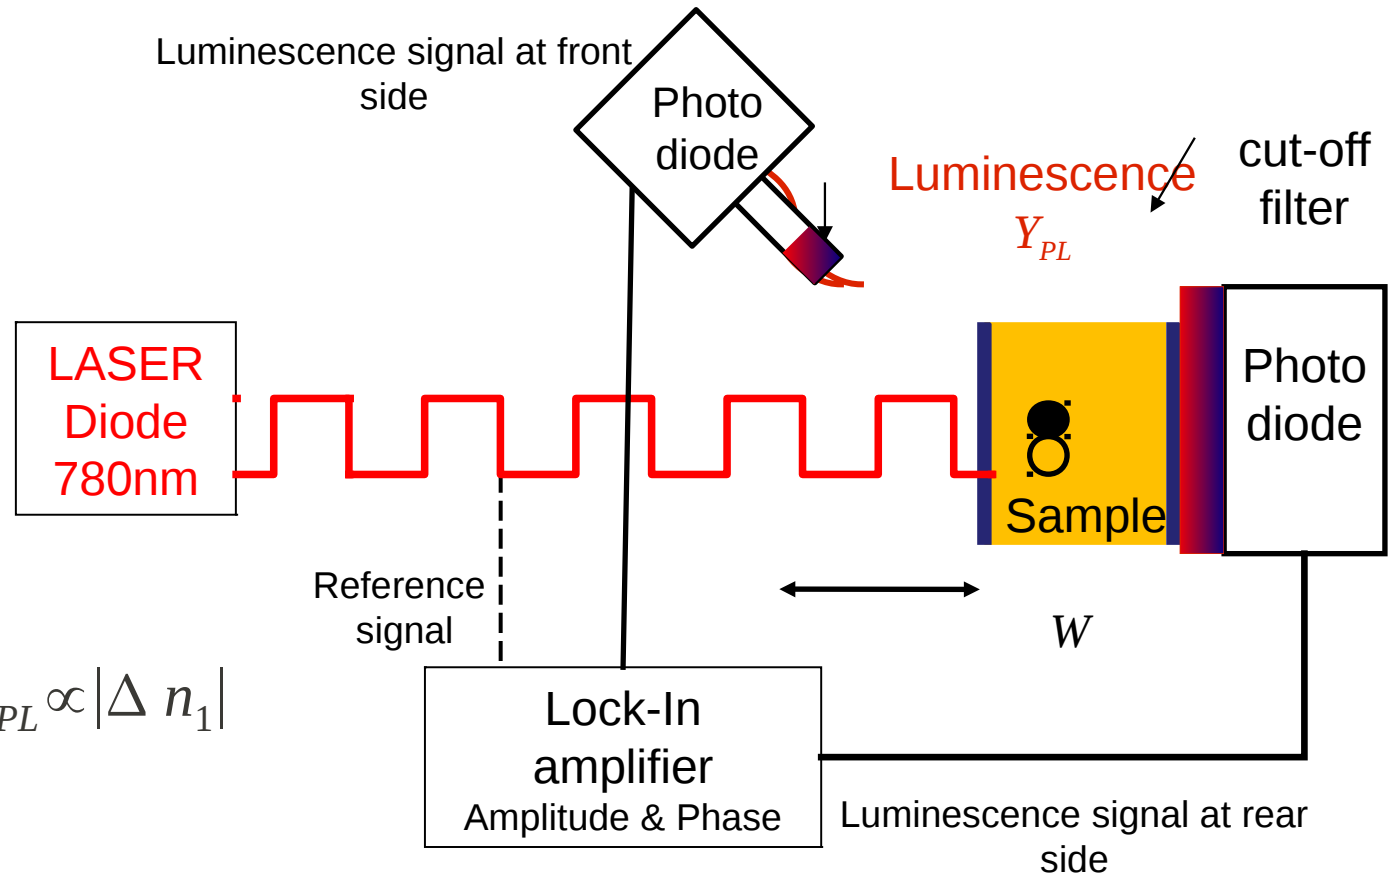 Luminescence signal at front
side
Photo
diode
Luminescence
Y_PL
cut-off
filter
LASER
Diode
780nm
Photo
diode
Sample
Reference
signal
W
PL ∝ |Δ n₁|
Lock-In
amplifier
Amplitude & Phase
Luminescence signal at rear
side